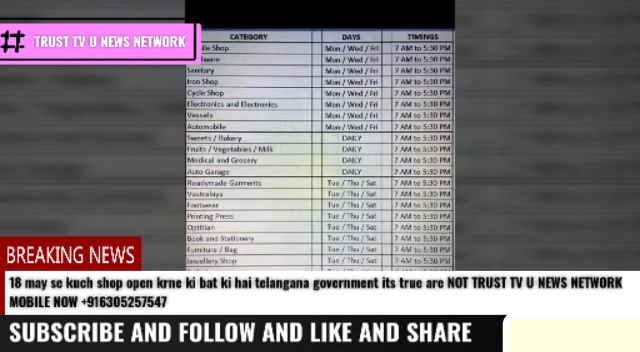 # TRUST TV U NEWS NETWORK
CATEGORY DAYS TIMINGS
Shop Mon / Wed / Fri 7 AM to 5:30 PM
Mon / Wed / Fri 7 AM to 5:30 PM
Sanitary Mon / Wed / Fri 7 AM to 5:30 PM
Iron Shop Mon / Wed / Fri 7 AM to 5:30 PM
Cycle Shop Mon / Wed / Fri 7 AM to 5:30 PM
Electronics and Electronics Mon / Wed / Fri 7 AM to 5:30 PM
Vessels Mon / Wed / Fri 7 AM to 5:30 PM
Automobile Mon / Wed / Fri 7 AM to 5:30 PM
Sweets / Bakery DAILY 7 AM to 5:30 PM
Fruits / Vegetables / Milk DAILY 7 AM to 5:30 PM
Medical and Grocery DAILY 7 AM to 5:30 PM
Auto Garage DAILY 7 AM to 5:30 PM
Readymade Garments Tue / Thu / Sat 7 AM to 5:30 PM
Vastralaya Tue / Thu / Sat 7 AM to 5:30 PM
Footwear Tue / Thu / Sat 7 AM to 5:30 PM
Printing Press Tue / Thu / Sat 7 AM to 5:30 PM
Optitian Tue / Thu / Sat 7 AM to 5:30 PM
Book and Stationery Tue / Thu / Sat 7 AM to 5:30 PM
Furniture / Bag Tue / Thu / Sat 7 AM to 5:30 PM
Jewellery Shop Tue / Thu / Sat 7 AM to 5:30 PM
BREAKING NEWS
18 may se kuch shop open krne ki bat ki hai telangana government its true are NOT TRUST TV U NEWS NETWORK
MOBILE NOW +916305257547
SUBSCRIBE AND FOLLOW AND LIKE AND SHARE